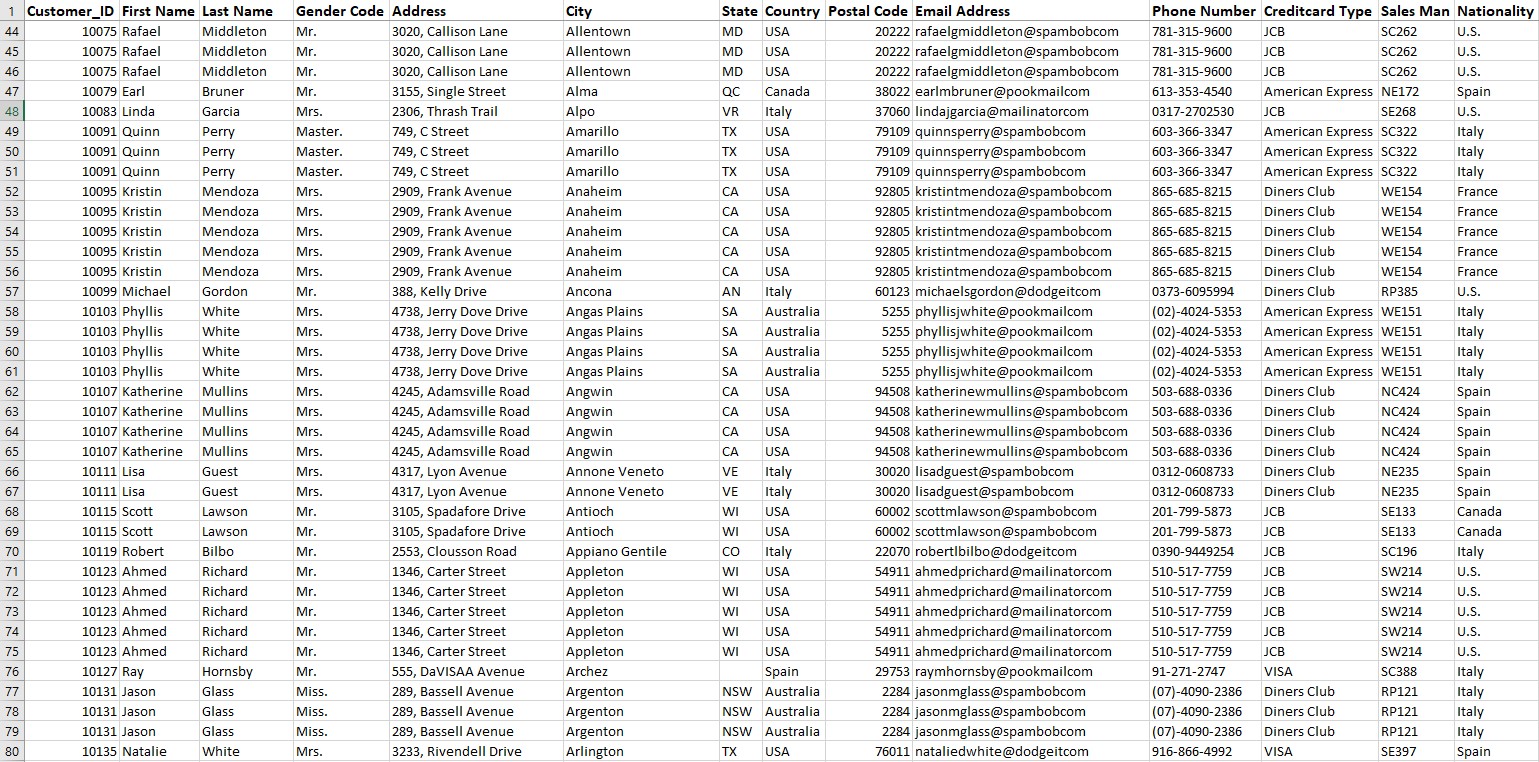 1 Customer_ID First Name Last Name Gender Code Address City State Country Postal Code Email Address Phone Number Creditcard Type Sales Man Nationality
44 10075 Rafael Middleton Mr. 3020, Callison Lane Allentown MD USA 20222 rafaelgmiddleton@spambobcom 781-315-9600 JCB SC262 U.S.
45 10075 Rafael Middleton Mr. 3020, Callison Lane Allentown MD USA 20222 rafaelgmiddleton@spambobcom 781-315-9600 JCB SC262 U.S.
46 10075 Rafael Middleton Mr. 3020, Callison Lane Allentown MD USA 20222 rafaelgmiddleton@spambobcom 781-315-9600 JCB SC262 U.S.
47 10079 Earl Bruner Mr. 3155, Single Street Alma QC Canada 38022 earlmbruner@pookmailcom 613-353-4540 American Express NE172 Spain
48 10083 Linda Garcia Mrs. 2306, Thrash Trail Alpo VR Italy 37060 lindajgarcia@mailinatorcom 0317-2702530 JCB SE268 U.S.
49 10091 Quinn Perry Master. 749, C Street Amarillo TX USA 79109 quinnsperry@spambobcom 603-366-3347 American Express SC322 Italy
50 10091 Quinn Perry Master. 749, C Street Amarillo TX USA 79109 quinnsperry@spambobcom 603-366-3347 American Express SC322 Italy
51 10091 Quinn Perry Master. 749, C Street Amarillo TX USA 79109 quinnsperry@spambobcom 603-366-3347 American Express SC322 Italy
52 10095 Kristin Mendoza Mrs. 2909, Frank Avenue Anaheim CA USA 92805 kristintmendoza@spambobcom 865-685-8215 Diners Club WE154 France
53 10095 Kristin Mendoza Mrs. 2909, Frank Avenue Anaheim CA USA 92805 kristintmendoza@spambobcom 865-685-8215 Diners Club WE154 France
54 10095 Kristin Mendoza Mrs. 2909, Frank Avenue Anaheim CA USA 92805 kristintmendoza@spambobcom 865-685-8215 Diners Club WE154 France
55 10095 Kristin Mendoza Mrs. 2909, Frank Avenue Anaheim CA USA 92805 kristintmendoza@spambobcom 865-685-8215 Diners Club WE154 France
56 10095 Kristin Mendoza Mrs. 2909, Frank Avenue Anaheim CA USA 92805 kristintmendoza@spambobcom 865-685-8215 Diners Club WE154 France
57 10099 Michael Gordon Mr. 388, Kelly Drive Ancona AN Italy 60123 michaelsgordon@dodgeitcom 0373-6095994 Diners Club RP385 U.S.
58 10103 Phyllis White Mrs. 4738, Jerry Dove Drive Angas Plains SA Australia 5255 phyllisjwhite@pookmailcom (02)-4024-5353 American Express WE151 Italy
59 10103 Phyllis White Mrs. 4738, Jerry Dove Drive Angas Plains SA Australia 5255 phyllisjwhite@pookmailcom (02)-4024-5353 American Express WE151 Italy
60 10103 Phyllis White Mrs. 4738, Jerry Dove Drive Angas Plains SA Australia 5255 phyllisjwhite@pookmailcom (02)-4024-5353 American Express WE151 Italy
61 10103 Phyllis White Mrs. 4738, Jerry Dove Drive Angas Plains SA Australia 5255 phyllisjwhite@pookmailcom (02)-4024-5353 American Express WE151 Italy
62 10107 Katherine Mullins Mrs. 4245, Adamsville Road Angwin CA USA 94508 katherinewmullins@spambobcom 503-688-0336 Diners Club NC424 Spain
63 10107 Katherine Mullins Mrs. 4245, Adamsville Road Angwin CA USA 94508 katherinewmullins@spambobcom 503-688-0336 Diners Club NC424 Spain
64 10107 Katherine Mullins Mrs. 4245, Adamsville Road Angwin CA USA 94508 katherinewmullins@spambobcom 503-688-0336 Diners Club NC424 Spain
65 10107 Katherine Mullins Mrs. 4245, Adamsville Road Angwin CA USA 94508 katherinewmullins@spambobcom 503-688-0336 Diners Club NC424 Spain
66 10111 Lisa Guest Mrs. 4317, Lyon Avenue Annone Veneto VE Italy 30020 lisadguest@spambobcom 0312-0608733 Diners Club NE235 Spain
67 10111 Lisa Guest Mrs. 4317, Lyon Avenue Annone Veneto VE Italy 30020 lisadguest@spambobcom 0312-0608733 Diners Club NE235 Spain
68 10115 Scott Lawson Mr. 3105, Spadafore Drive Antioch WI USA 60002 scottmlawson@spambobcom 201-799-5873 JCB SE133 Canada
69 10115 Scott Lawson Mr. 3105, Spadafore Drive Antioch WI USA 60002 scottmlawson@spambobcom 201-799-5873 JCB SE133 Canada
70 10119 Robert Bilbo Mr. 2553, Clousson Road Appiano Gentile CO Italy 22070 robertlbilbo@dodgeitcom 0390-9449254 JCB SC196 Italy
71 10123 Ahmed Richard Mr. 1346, Carter Street Appleton WI USA 54911 ahmedprichard@mailinatorcom 510-517-7759 JCB SW214 U.S.
72 10123 Ahmed Richard Mr. 1346, Carter Street Appleton WI USA 54911 ahmedprichard@mailinatorcom 510-517-7759 JCB SW214 U.S.
73 10123 Ahmed Richard Mr. 1346, Carter Street Appleton WI USA 54911 ahmedprichard@mailinatorcom 510-517-7759 JCB SW214 U.S.
74 10123 Ahmed Richard Mr. 1346, Carter Street Appleton WI USA 54911 ahmedprichard@mailinatorcom 510-517-7759 JCB SW214 U.S.
75 10123 Ahmed Richard Mr. 1346, Carter Street Appleton WI USA 54911 ahmedprichard@mailinatorcom 510-517-7759 JCB SW214 U.S.
76 10127 Ray Hornsby Mr. 555, DaVISAA Avenue Archez Spain 29753 raymhornsby@pookmailcom 91-271-2747 VISA SC388 Italy
77 10131 Jason Glass Miss. 289, Bassell Avenue Argenton NSW Australia 2284 jasonmglass@spambobcom (07)-4090-2386 Diners Club RP121 Italy
78 10131 Jason Glass Miss. 289, Bassell Avenue Argenton NSW Australia 2284 jasonmglass@spambobcom (07)-4090-2386 Diners Club RP121 Italy
79 10131 Jason Glass Miss. 289, Bassell Avenue Argenton NSW Australia 2284 jasonmglass@spambobcom (07)-4090-2386 Diners Club RP121 Italy
80 10135 Natalie White Mrs. 3233, Rivendell Drive Arlington TX USA 76011 nataliedwhite@dodgeitcom 916-866-4992 VISA SE397 Spain